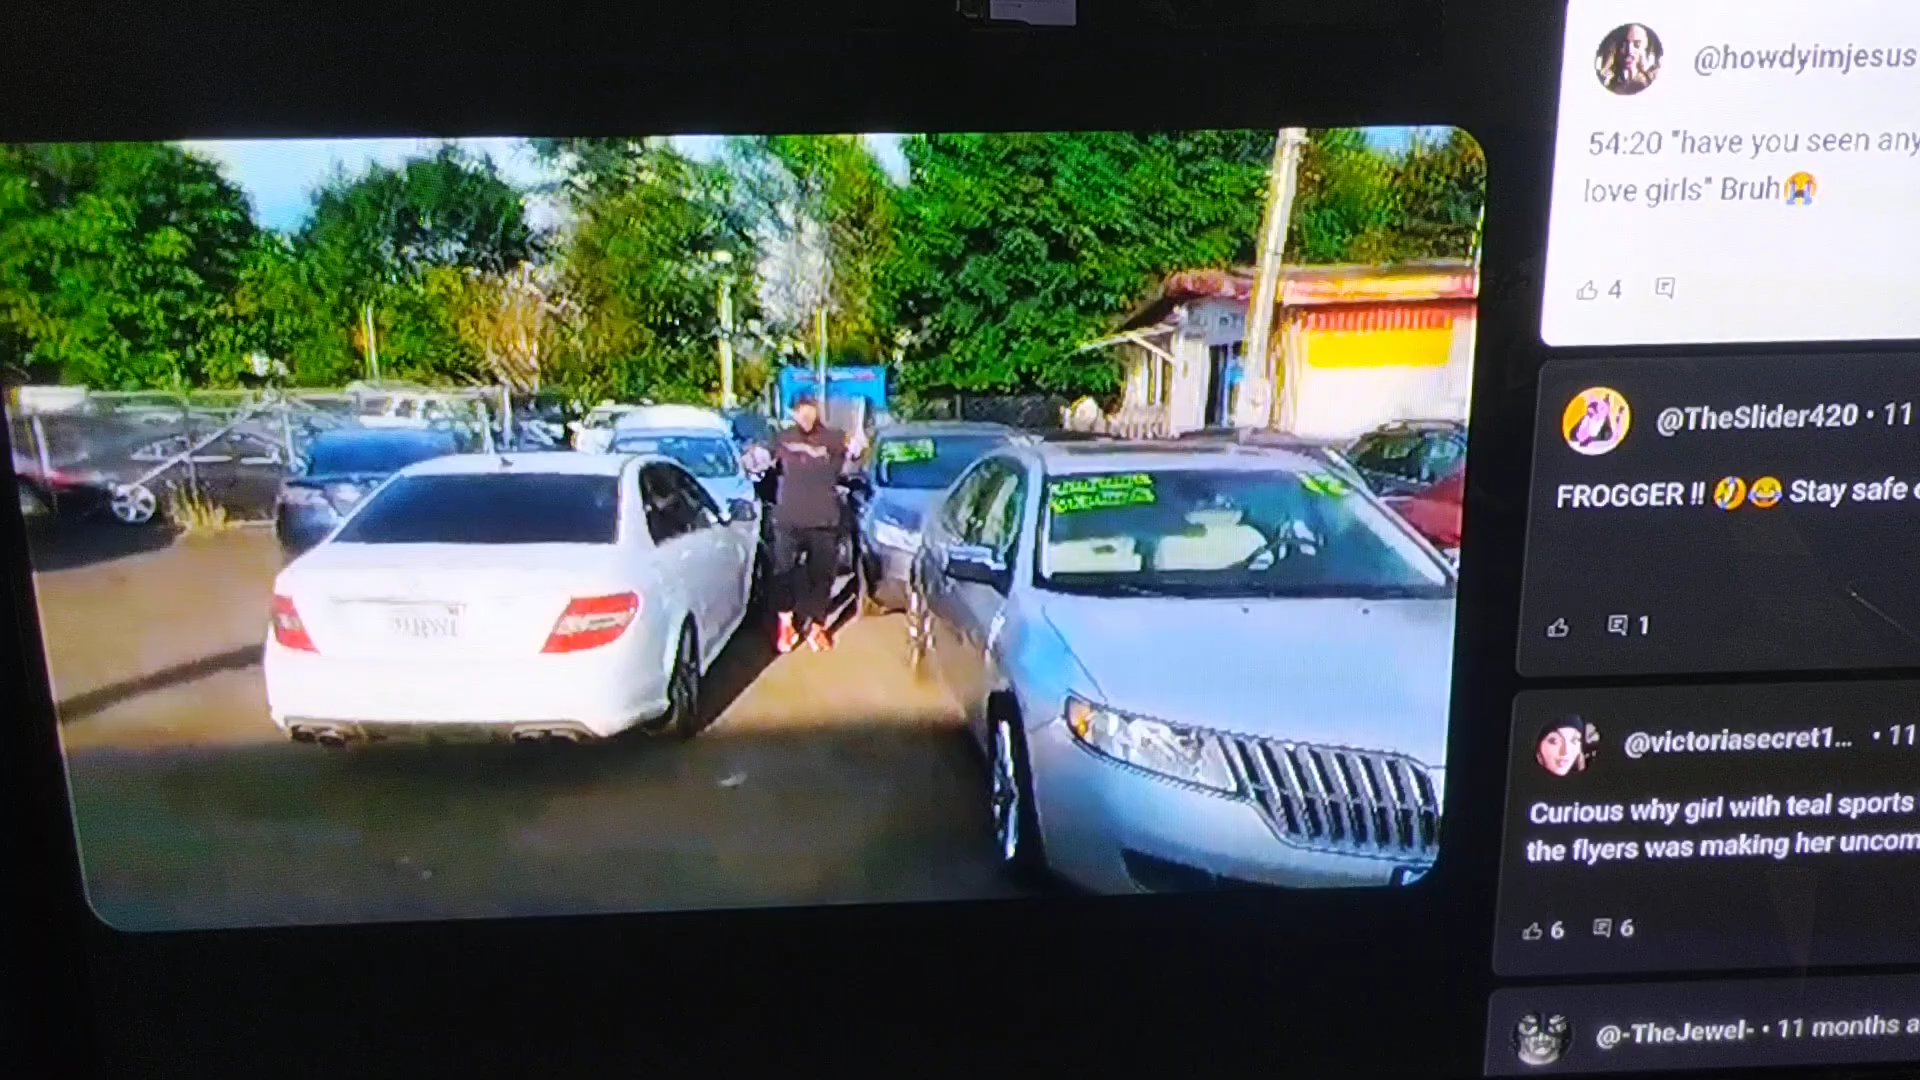 @howdyimjesus
54:20 "have you seen any
love girls" Bruh😭
4
@TheSlider420 • 11
FROGGER !! 🤣😂 Stay safe
1
@victoriasecret1... • 11
Curious why girl with teal sports
the flyers was making her uncom
6 6
@-TheJewel- • 11 months a